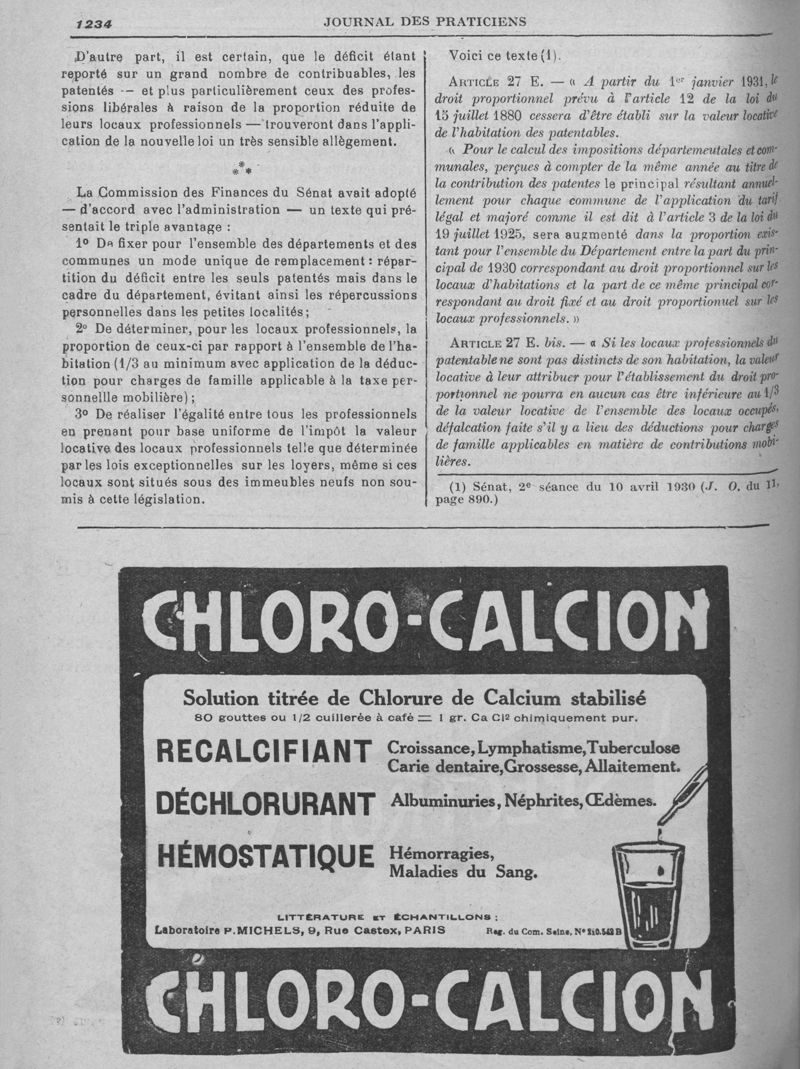 1234
JOURNAL DES PRATICIENS
D'autre part, il est certain, que le déficit étant
reporté sur un grand nombre de contribuables, les
patentés — et plus particulièrement ceux des profes-
sions libérales à raison de la proportion réduite de
leurs locaux professionnels — trouveront dans l'appli-
cation de la nouvelle loi un très sensible allègement.
***
La Commission des Finances du Sénat avait adopté
— d'accord avec l'administration — un texte qui pré-
sentait le triple avantage :
1º De fixer pour l'ensemble des départements et des
communes un mode unique de remplacement : répar-
tition du déficit entre les seuls patentés mais dans le
cadre du département, évitant ainsi les répercussions
personnelles dans les petites localités ;
2º De déterminer, pour les locaux professionnels, la
proportion de ceux-ci par rapport à l'ensemble de l'ha-
bitation (1/3 au minimum avec application de la déduc-
tion pour charges de famille applicable à la taxe per-
sonnellle mobilière) ;
3º De réaliser l'égalité entre tous les professionnels
en prenant pour base uniforme de l'impôt la valeur
locative des locaux professionnels telle que déterminée
par les lois exceptionnelles sur les loyers, même si ces
locaux sont situés sous des immeubles neufs non sou-
mis à cette législation.
Voici ce texte (1).
ARTICLE 27 E. — « A partir du 1er janvier 1931, le
droit proportionnel prévu à l'article 12 de la loi du
15 juillet 1880 cessera d'être établi sur la valeur locative
de l'habitation des patentables.
« Pour le calcul des impositions départementales et com-
munales, perçues à compter de la même année au titre de
la contribution des patentes le principal résultant annuel-
lement pour chaque commune de l'application du tarif
légal et majoré comme il est dit à l'article 3 de la loi du
19 juillet 1925, sera augmenté dans la proportion exis-
tant pour l'ensemble du Département entre la part du prin-
cipal de 1930 correspondant au droit proportionnel sur les
locaux d'habitations et la part de ce même principal cor-
respondant au droit fixé et au droit proportionuel sur les
locaux professionnels. »
ARTICLE 27 E. bis. — « Si les locaux professionnels du
patentable ne sont pas distincts de son habitation, la valeur
locative à leur attribuer pour l'établissement du droit pro-
portionnel ne pourra en aucun cas être inférieure au 1/3
de la valeur locative de l'ensemble des locaux occupés,
défalcation faite s'il y a lieu des déductions pour charges
de famille applicables en matière de contributions mobi-
lières.
(1) Sénat, 2e séance du 10 avril 1930 (J. O. du 11,
page 890.)
CHLORO-CALCION
Solution titrée de Chlorure de Calcium stabilisé
80 gouttes ou 1/2 cuillerée à café = 1 gr. Ca Cl² chimiquement pur.
RECALCIFIANT Croissance, Lymphatisme, Tuberculose
Carie dentaire, Grossesse, Allaitement.
DÉCHLORURANT Albuminuries, Néphrites, Œdèmes.
HÉMOSTATIQUE Hémorragies,
Maladies du Sang.
LITTÉRATURE ET ÉCHANTILLONS :
Laboratoire P. MICHELS, 9, Rue Castex, PARIS Reg. du Com. Seine, Nº 210.542 B
CHLORO-CALCION